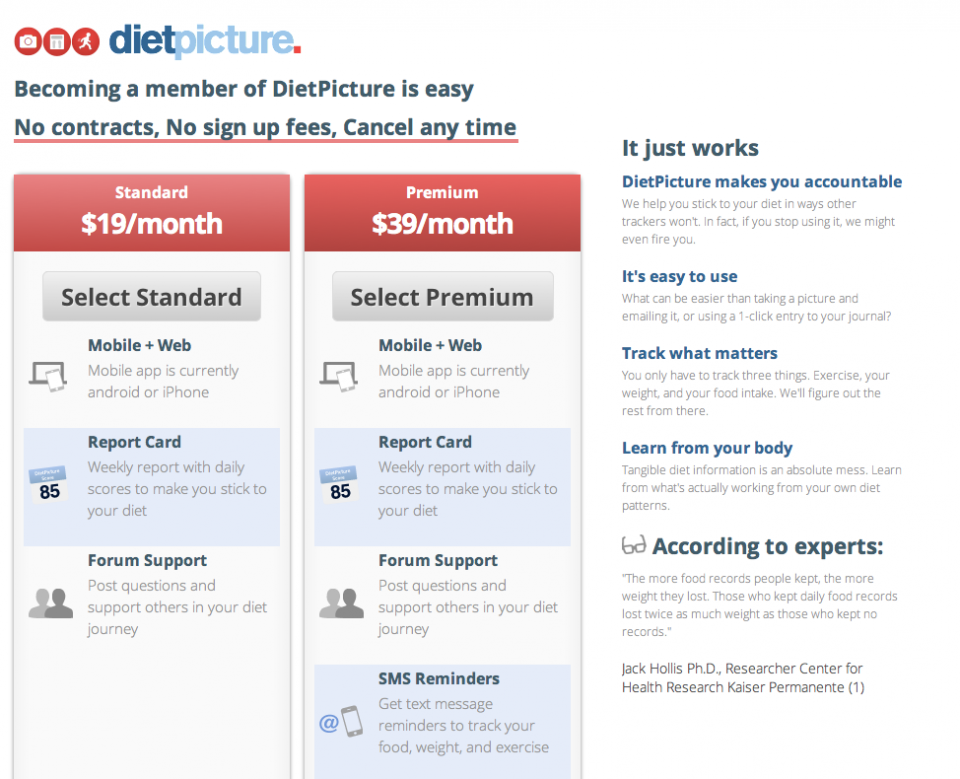 dietpicture.
Becoming a member of DietPicture is easy
No contracts, No sign up fees, Cancel any time
Standard
$19/month
Select Standard
Mobile + Web
Mobile app is currently
android or iPhone
Report Card
Weekly report with daily
scores to make you stick to
your diet
DietPicture
Score
85
Forum Support
Post questions and
support others in your diet
journey
Premium
$39/month
Select Premium
Mobile + Web
Mobile app is currently
android or iPhone
Report Card
Weekly report with daily
scores to make you stick to
your diet
DietPicture
Score
85
Forum Support
Post questions and
support others in your diet
journey
SMS Reminders
Get text message
reminders to track your
food, weight, and exercise
@
It just works
DietPicture makes you accountable
We help you stick to your diet in ways other
trackers won't. In fact, if you stop using it, we might
even fire you.
It's easy to use
What can be easier than taking a picture and
emailing it, or using a 1-click entry to your journal?
Track what matters
You only have to track three things. Exercise, your
weight, and your food intake. We'll figure out the
rest from there.
Learn from your body
Tangible diet information is an absolute mess. Learn
from what's actually working from your own diet
patterns.
According to experts:
"The more food records people kept, the more
weight they lost. Those who kept daily food records
lost twice as much weight as those who kept no
records."
Jack Hollis Ph.D., Researcher Center for
Health Research Kaiser Permanente (1)